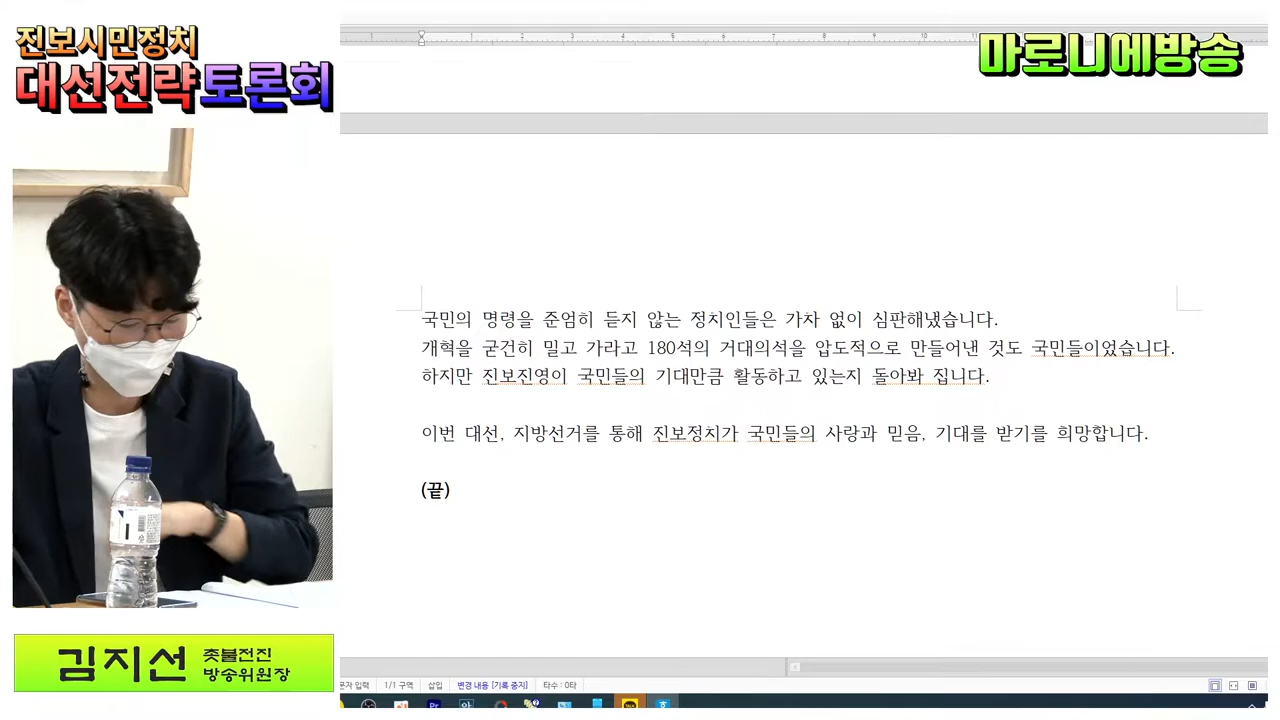 진보시민정치
대선전략토론회
마로니에방송
국민의 명령을 준엄히 듣지 않는 정치인들은 가차 없이 심판해냈습니다.
개혁을 굳건히 밀고 가라고 180석의 거대의석을 압도적으로 만들어낸 것도 국민들이었습니다.
하지만 진보진영이 국민들의 기대만큼 활동하고 있는지 돌아봐 집니다.
이번 대선, 지방선거를 통해 진보정치가 국민들의 사랑과 믿음, 기대를 받기를 희망합니다.
(끝)
김지선 촛불전진
방송위원장
문자 입력 1/1 구역 삽입 변경 내용 [기록 중지] 타수 : 0타